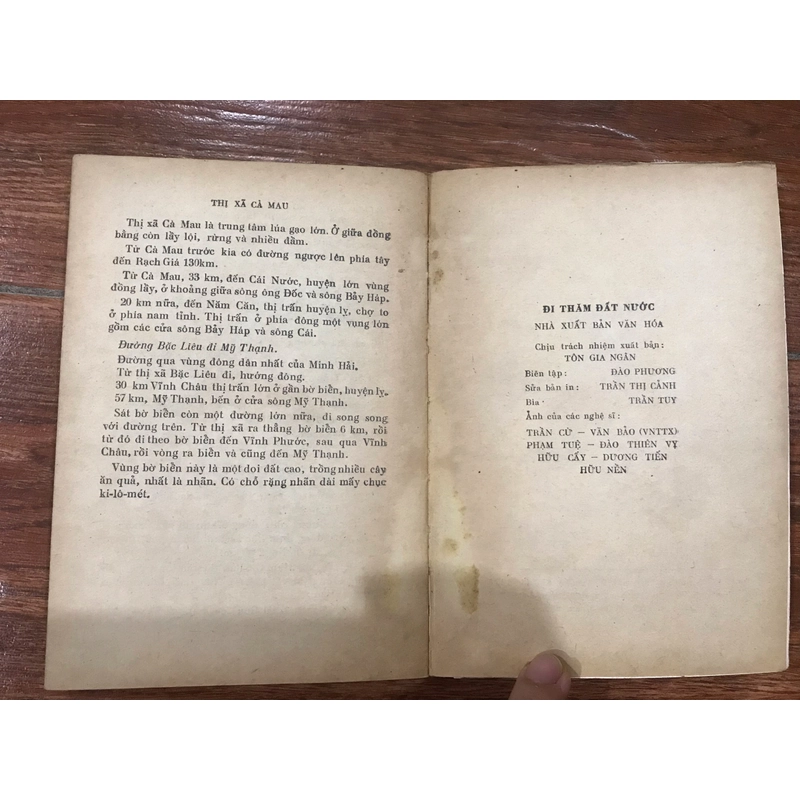 THỊ XÃ CÀ MAU
Thị xã Cà Mau là trung tâm lúa gạo lớn. Ở giữa đồng
bằng còn lầy lội, rừng và nhiều đầm.
Từ Cà Mau trước kia có đường ngược lên phía tây
đến Rạch Giá 130km.
Từ Cà Mau, 33 km, đến Cái Nước, huyện lớn vùng
đồng lầy, ở khoảng giữa sông ông Đốc và sông Bảy Háp.
20 km nữa, đến Năm Căn, thị trấn huyện lỵ, chợ to
ở phía nam tỉnh. Thị trấn ở phía đông một vụng lớn
gồm các cửa sông Bảy Háp và sông Cái.
Đường Bạc Liêu đi Mỹ Thạnh.
Đường qua vùng đông dân nhất của Minh Hải.
Từ thị xã Bạc Liêu đi, hướng đông.
30 km Vĩnh Châu thị trấn lớn ở gần bờ biển, huyện lỵ.
57 km, Mỹ Thạnh, bến ở cửa sông Mỹ Thạnh.
Sát bờ biển còn một đường lớn nữa, đi song song
với đường trên. Từ thị xã ra thẳng bờ biển 6 km, rồi
từ đó đi theo bờ biển đến Vĩnh Phước, sau qua Vĩnh
Châu, rồi vòng ra biển và cũng đến Mỹ Thạnh.
Vùng bờ biển này là một dọi đất cao, trồng nhiều cây
ăn quả, nhất là nhãn. Có chỗ rặng nhãn dài mấy chục
ki-lô-mét.
ĐI THĂM ĐẤT NƯỚC
NHÀ XUẤT BẢN VĂN HÓA
Chịu trách nhiệm xuất bản:
TÔN GIA NGÂN
Biên tập: ĐÀO PHƯƠNG
Sửa bản in: TRẦN THỊ CẢNH
Bìa · TRẦN TUY
Ảnh của các nghệ sĩ:
TRẦN CỪ – VĂN BẢO (VNTTX)
PHẠM TUỆ – ĐÀO THIÊN VỴ
HỮU CẤY – DƯƠNG TIẾN
HỮU NỀN